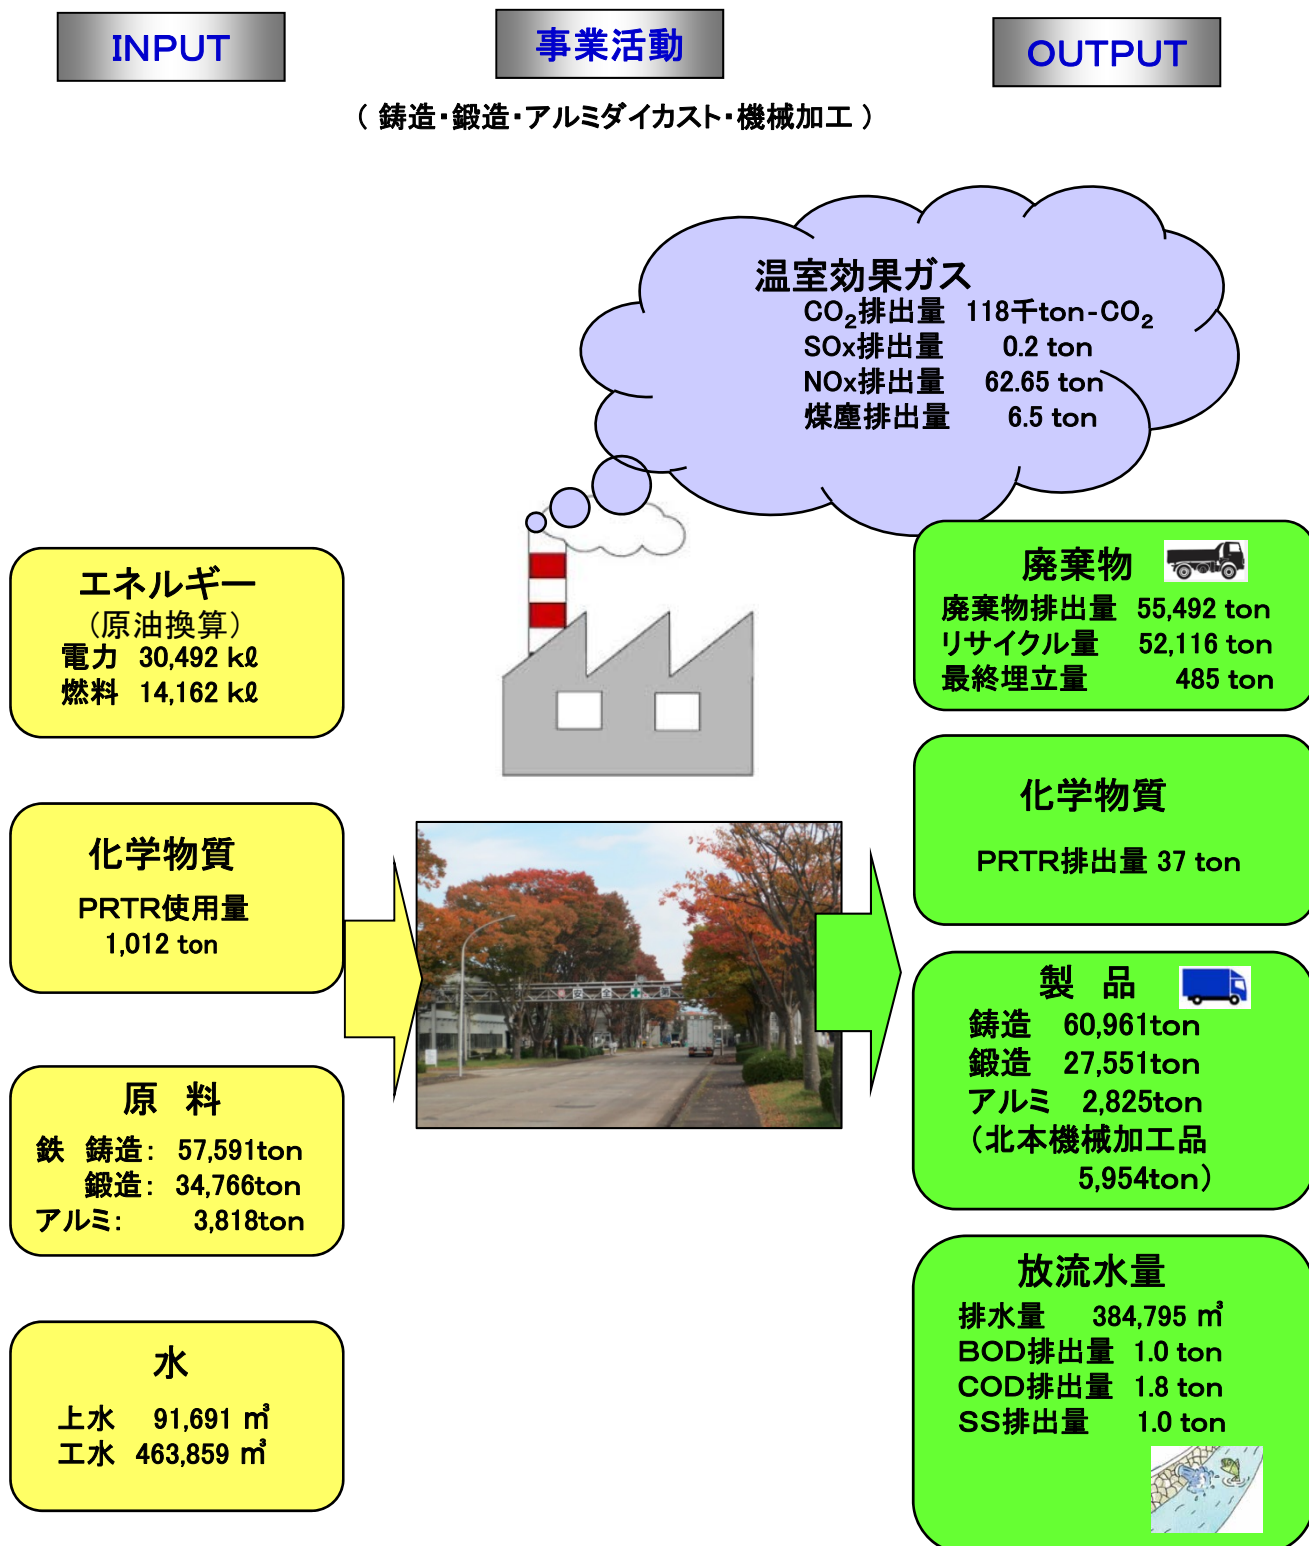 INPUT
事業活動
OUTPUT
（ 鋳造・鍛造・アルミダイカスト・機械加工 ）
温室効果ガス
CO₂排出量 118千ton-CO₂
SOx排出量 0.2 ton
NOx排出量 62.65 ton
煤塵排出量 6.5 ton
エネルギー
（原油換算）
電力 30,492 kℓ
燃料 14,162 kℓ
化学物質
PRTR使用量
1,012 ton
原 料
鉄 鋳造： 57,591ton
鍛造： 34,766ton
アルミ： 3,818ton
水
上水 91,691 ㎥
工水 463,859 ㎥
安 全
廃棄物
廃棄物排出量 55,492 ton
リサイクル量 52,116 ton
最終埋立量 485 ton
化学物質
PRTR排出量 37 ton
製 品
鋳造 60,961ton
鍛造 27,551ton
アルミ 2,825ton
（北本機械加工品
5,954ton）
放流水量
排水量 384,795 ㎥
BOD排出量 1.0 ton
COD排出量 1.8 ton
SS排出量 1.0 ton